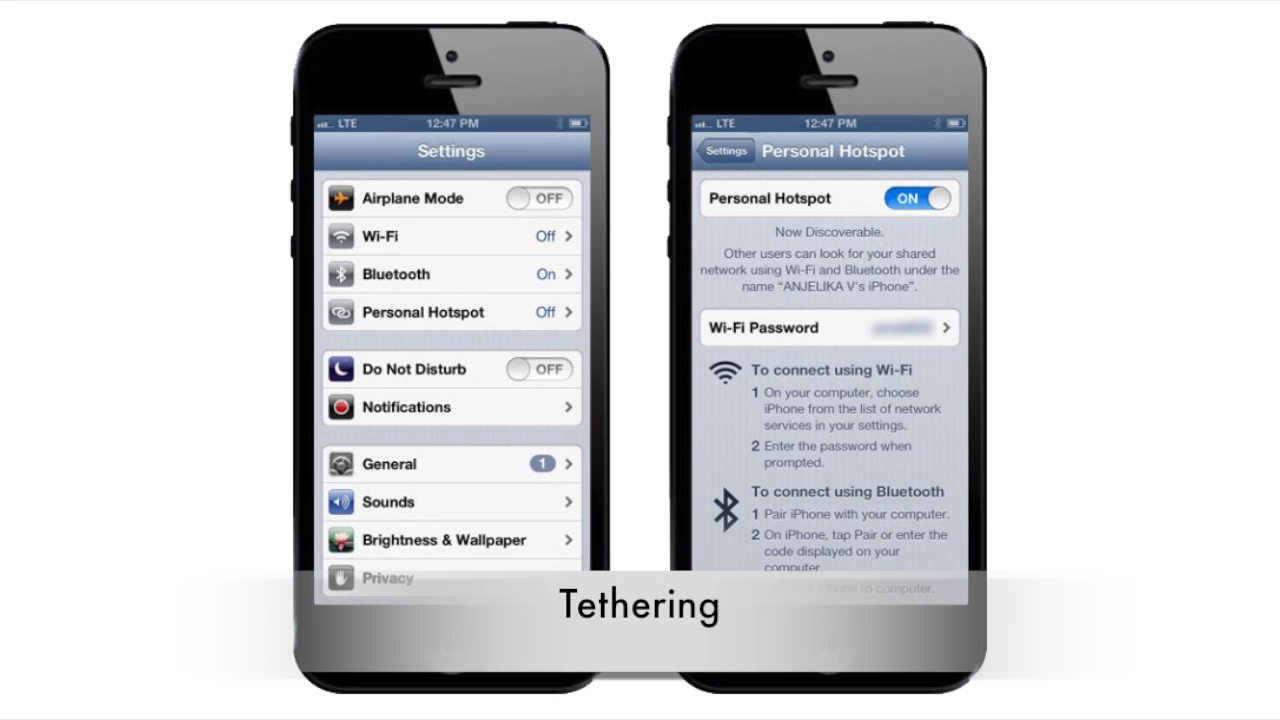 LTE 12:47 PM
Settings
Airplane Mode OFF
Wi-Fi Off
Bluetooth On
Personal Hotspot Off
Do Not Disturb OFF
Notifications
General 1
Sounds
Brightness & Wallpaper
Privacy
LTE 12:47 PM
Settings Personal Hotspot
Personal Hotspot ON
Now Discoverable.
Other users can look for your shared
network using Wi-Fi and Bluetooth under the
name “ANJELIKA V's iPhone”.
Wi-Fi Password
To connect using Wi-Fi
1 On your computer, choose
iPhone from the list of network
services in your settings.
2 Enter the password when
prompted.
To connect using Bluetooth
1 Pair iPhone with your computer.
2 On iPhone, tap Pair or enter the
code displayed on your
computer.
iPhone to computer.
Tethering